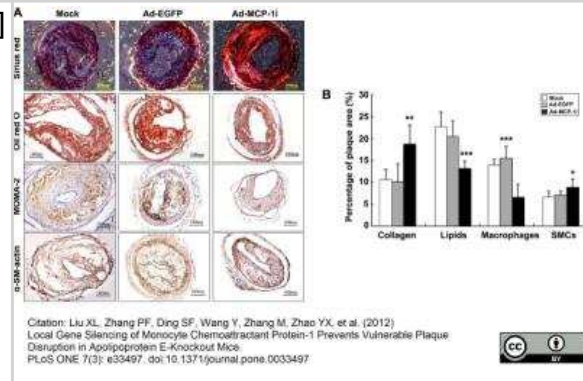 A
Mock
Ad-EGFP
Ad-MCP-1i
Sirius red
Oil red O
MOMA-2
α-SM-actin
B
Percentage of plaque area (%)
30
25
20
15
10
5
0
Mock
Ad-EGFP
Ad-MCP-1i
**
***
***
*
Collagen
Lipids
Macrophages
SMCs
Citation: Liu XL, Zhang PF, Ding SF, Wang Y, Zhang M, Zhao YX, et al. (2012)
Local Gene Silencing of Monocyte Chemoattractant Protein-1 Prevents Vulnerable Plaque
Disruption in Apolipoprotein E-Knockout Mice.
PLoS ONE 7(3): e33497. doi:10.1371/journal.pone.0033497
cc
BY